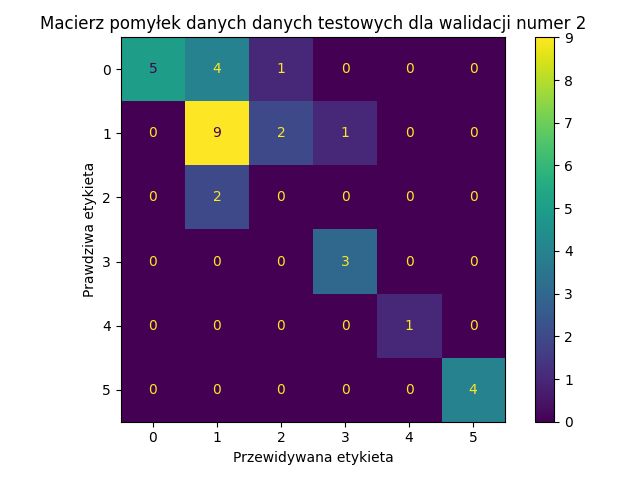 Macierz pomyłek danych danych testowych dla walidacji numer 2
Prawdziwa etykieta
0 5 4 1 0 0 0
1 0 9 2 1 0 0
2 0 2 0 0 0 0
3 0 0 0 3 0 0
4 0 0 0 0 1 0
5 0 0 0 0 0 4
0 1 2 3 4 5
Przewidywana etykieta
9
8
7
6
5
4
3
2
1
0